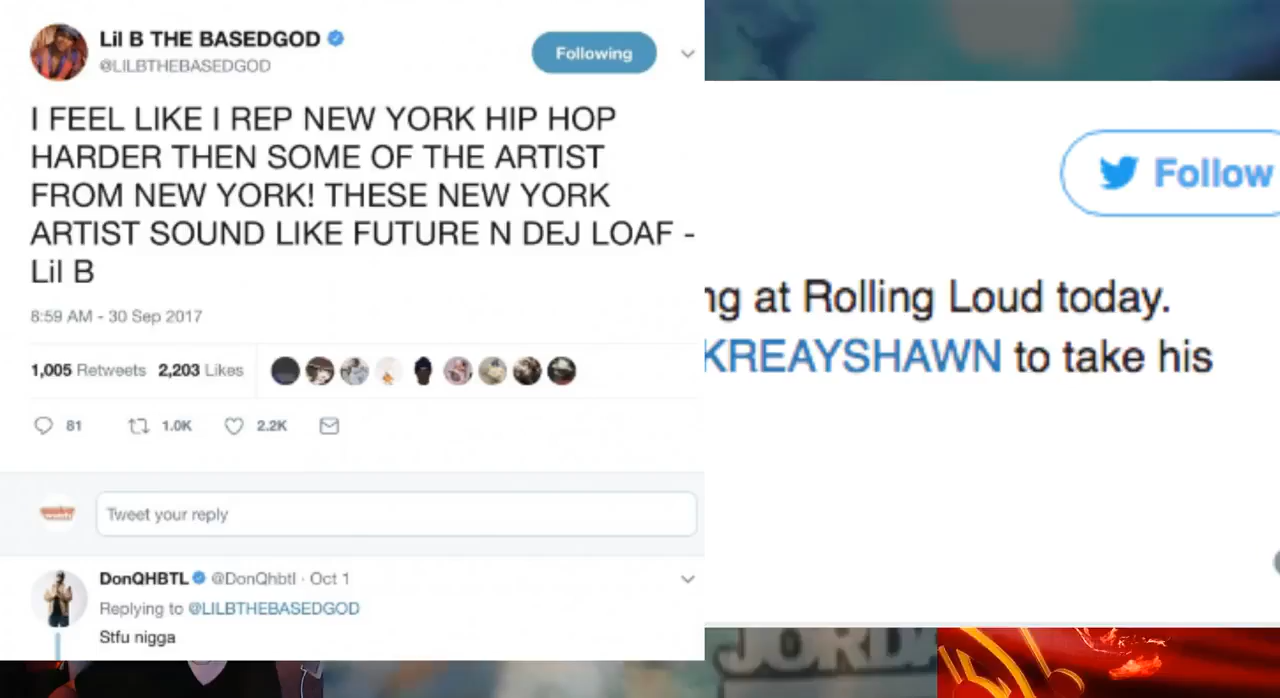 Lil B THE BASEDGOD
@LILBTHEBASEDGOD
Following
I FEEL LIKE I REP NEW YORK HIP HOP
HARDER THEN SOME OF THE ARTIST
FROM NEW YORK! THESE NEW YORK
ARTIST SOUND LIKE FUTURE N DEJ LOAF -
Lil B
8:59 AM - 30 Sep 2017
1,005 Retweets 2,203 Likes
81 1.0K 2.2K
Tweet your reply
DonQHBTL @DonQhbtl · Oct 1
Replying to @LILBTHEBASEDGOD
Stfu nigga
Follow
ng at Rolling Loud today.
KREAYSHAWN to take his
JORDA